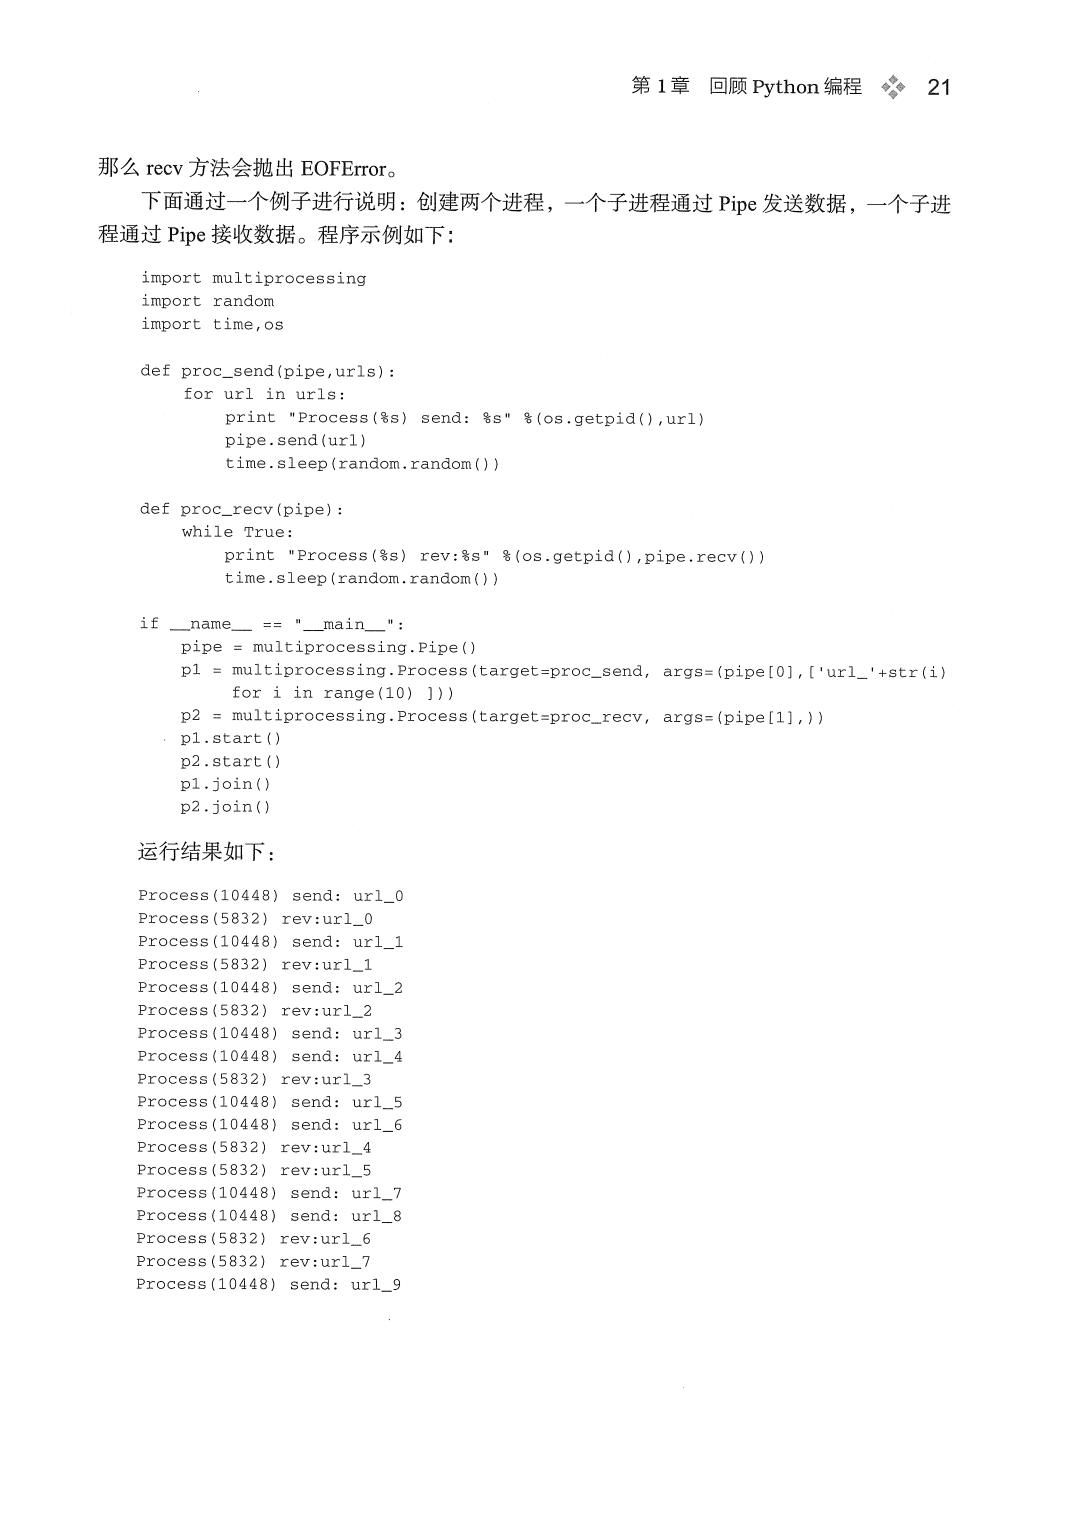 第 1 章 回顾 Python 编程 21
那么 recv 方法会抛出 EOFError。
下面通过一个例子进行说明：创建两个进程，一个子进程通过 Pipe 发送数据，一个子进
程通过 Pipe 接收数据。程序示例如下：
import multiprocessing
import random
import time,os
def proc_send(pipe,urls):
    for url in urls:
        print "Process(%s) send: %s" %(os.getpid(),url)
        pipe.send(url)
        time.sleep(random.random())
def proc_recv(pipe):
    while True:
        print "Process(%s) rev:%s" %(os.getpid(),pipe.recv())
        time.sleep(random.random())
if __name__ == "__main__":
    pipe = multiprocessing.Pipe()
    p1 = multiprocessing.Process(target=proc_send, args=(pipe[0],['url_'+str(i)
        for i in range(10) ]))
    p2 = multiprocessing.Process(target=proc_recv, args=(pipe[1],))
    p1.start()
    p2.start()
    p1.join()
    p2.join()
运行结果如下：
Process(10448) send: url_0
Process(5832) rev:url_0
Process(10448) send: url_1
Process(5832) rev:url_1
Process(10448) send: url_2
Process(5832) rev:url_2
Process(10448) send: url_3
Process(10448) send: url_4
Process(5832) rev:url_3
Process(10448) send: url_5
Process(10448) send: url_6
Process(5832) rev:url_4
Process(5832) rev:url_5
Process(10448) send: url_7
Process(10448) send: url_8
Process(5832) rev:url_6
Process(5832) rev:url_7
Process(10448) send: url_9